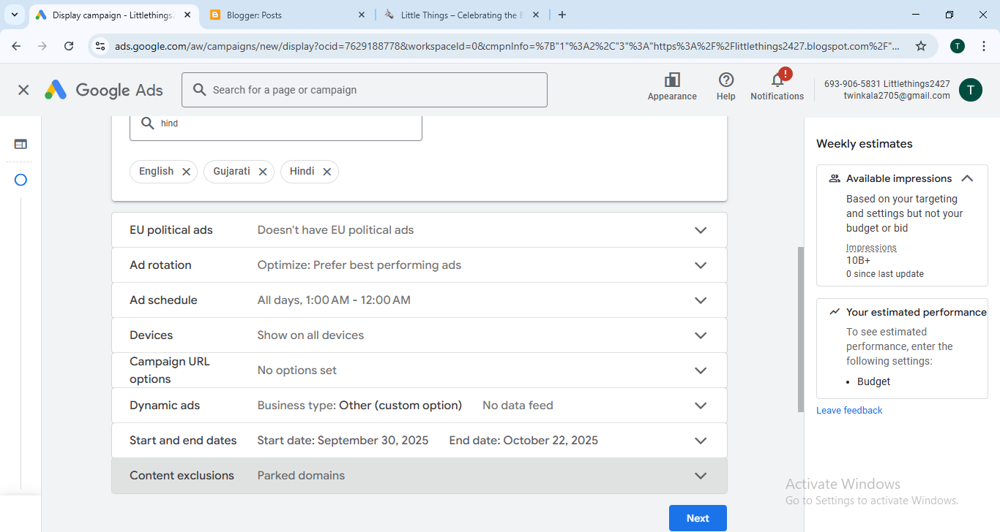 Display campaign - Littlethings2
Blogger: Posts
Little Things – Celebrating the B
ads.google.com/aw/campaigns/new/display?ocid=7629188778&workspaceId=0&cmpnInfo=%7B"1"%3A2%2C"3"%3A"https%3A%2F%2Flittlethings2427.blogspot.com%2F"...
T
Google Ads
Search for a page or campaign
Appearance
Help
!
Notifications
693-906-5831 Littlethings2427
twinkala2705@gmail.com
T
hind
English
Gujarati
Hindi
EU political ads Doesn't have EU political ads
Ad rotation Optimize: Prefer best performing ads
Ad schedule All days, 1:00 AM - 12:00 AM
Devices Show on all devices
Campaign URL
options
No options set
Dynamic ads Business type: Other (custom option) No data feed
Start and end dates Start date: September 30, 2025 End date: October 22, 2025
Content exclusions Parked domains
Next
Weekly estimates
Available impressions
Based on your targeting
and settings but not your
budget or bid
Impressions
10B+
0 since last update
Your estimated performance
To see estimated
performance, enter the
following settings:
• Budget
Leave feedback
Activate Windows
Go to Settings to activate Windows.